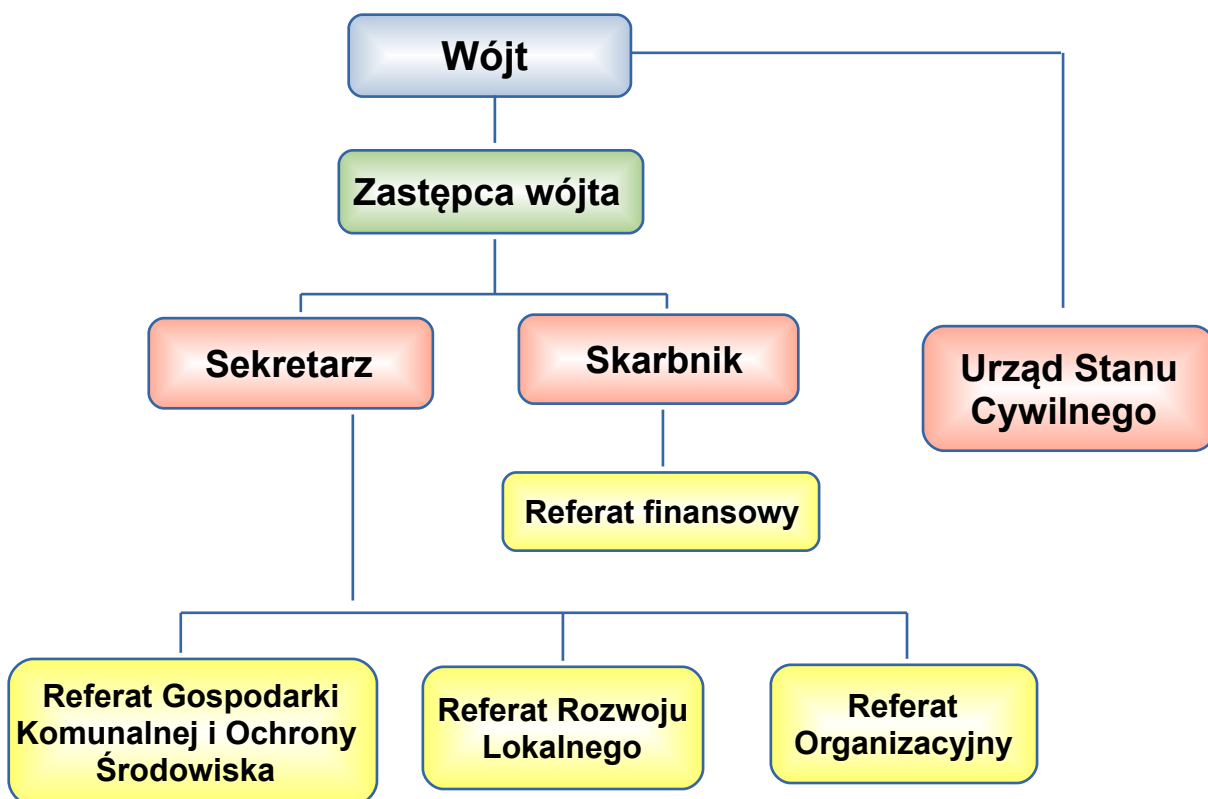 Wójt
Zastępca wójta
Sekretarz
Skarbnik
Urząd Stanu
Cywilnego
Referat finansowy
Referat Gospodarki
Komunalnej i Ochrony
Środowiska
Referat Rozwoju
Lokalnego
Referat
Organizacyjny